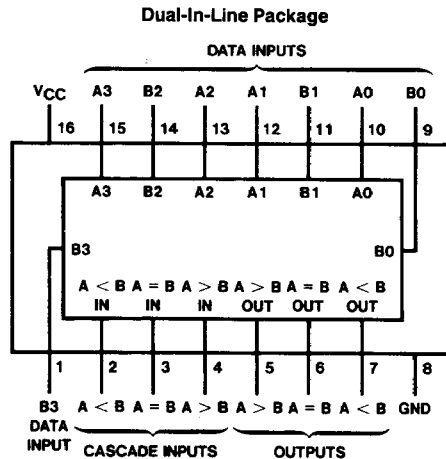 Dual-In-Line Package
DATA INPUTS
VCC A3 B2 A2 A1 B1 A0 B0
16 15 14 13 12 11 10 9
A3 B2 A2 A1 B1 A0
B3 B0
A < B A = B A > B A > B A = B A < B
IN IN IN OUT OUT OUT
1 2 3 4 5 6 7 8
B3 A < B A = B A > B A > B A = B A < B GND
DATA
INPUT CASCADE INPUTS OUTPUTS